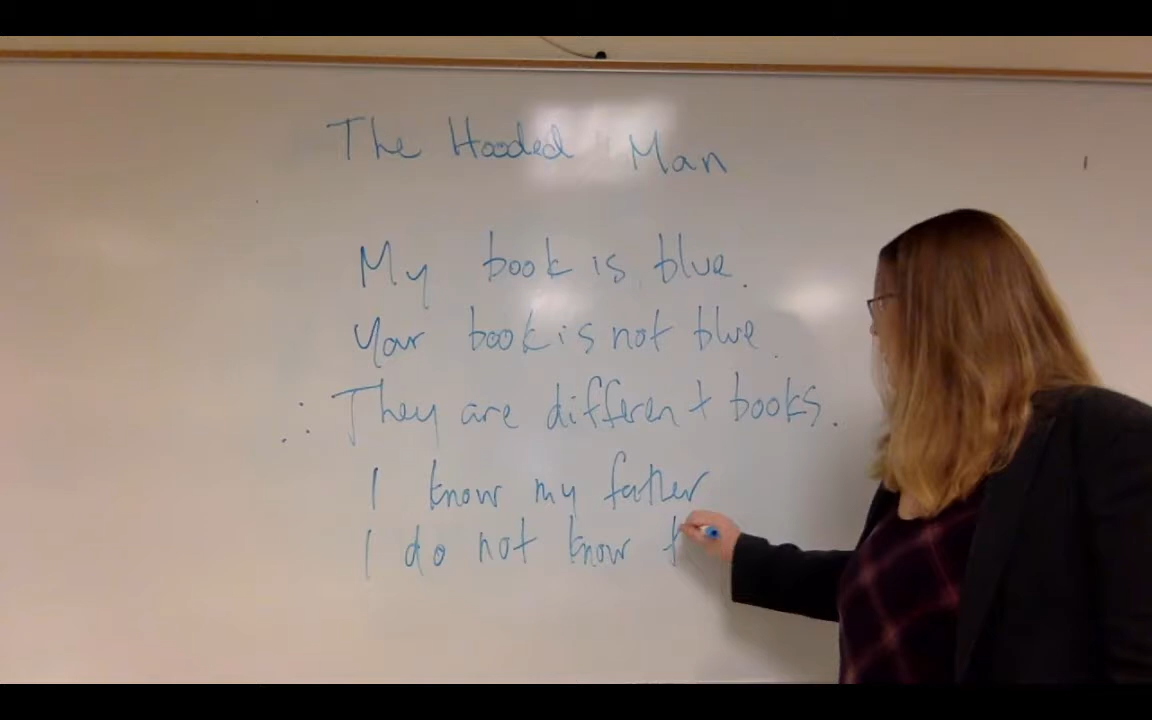 The Hooded Man
My book is blue.
Your book is not blue.
∴ They are different books.
I know my father
I do not know t